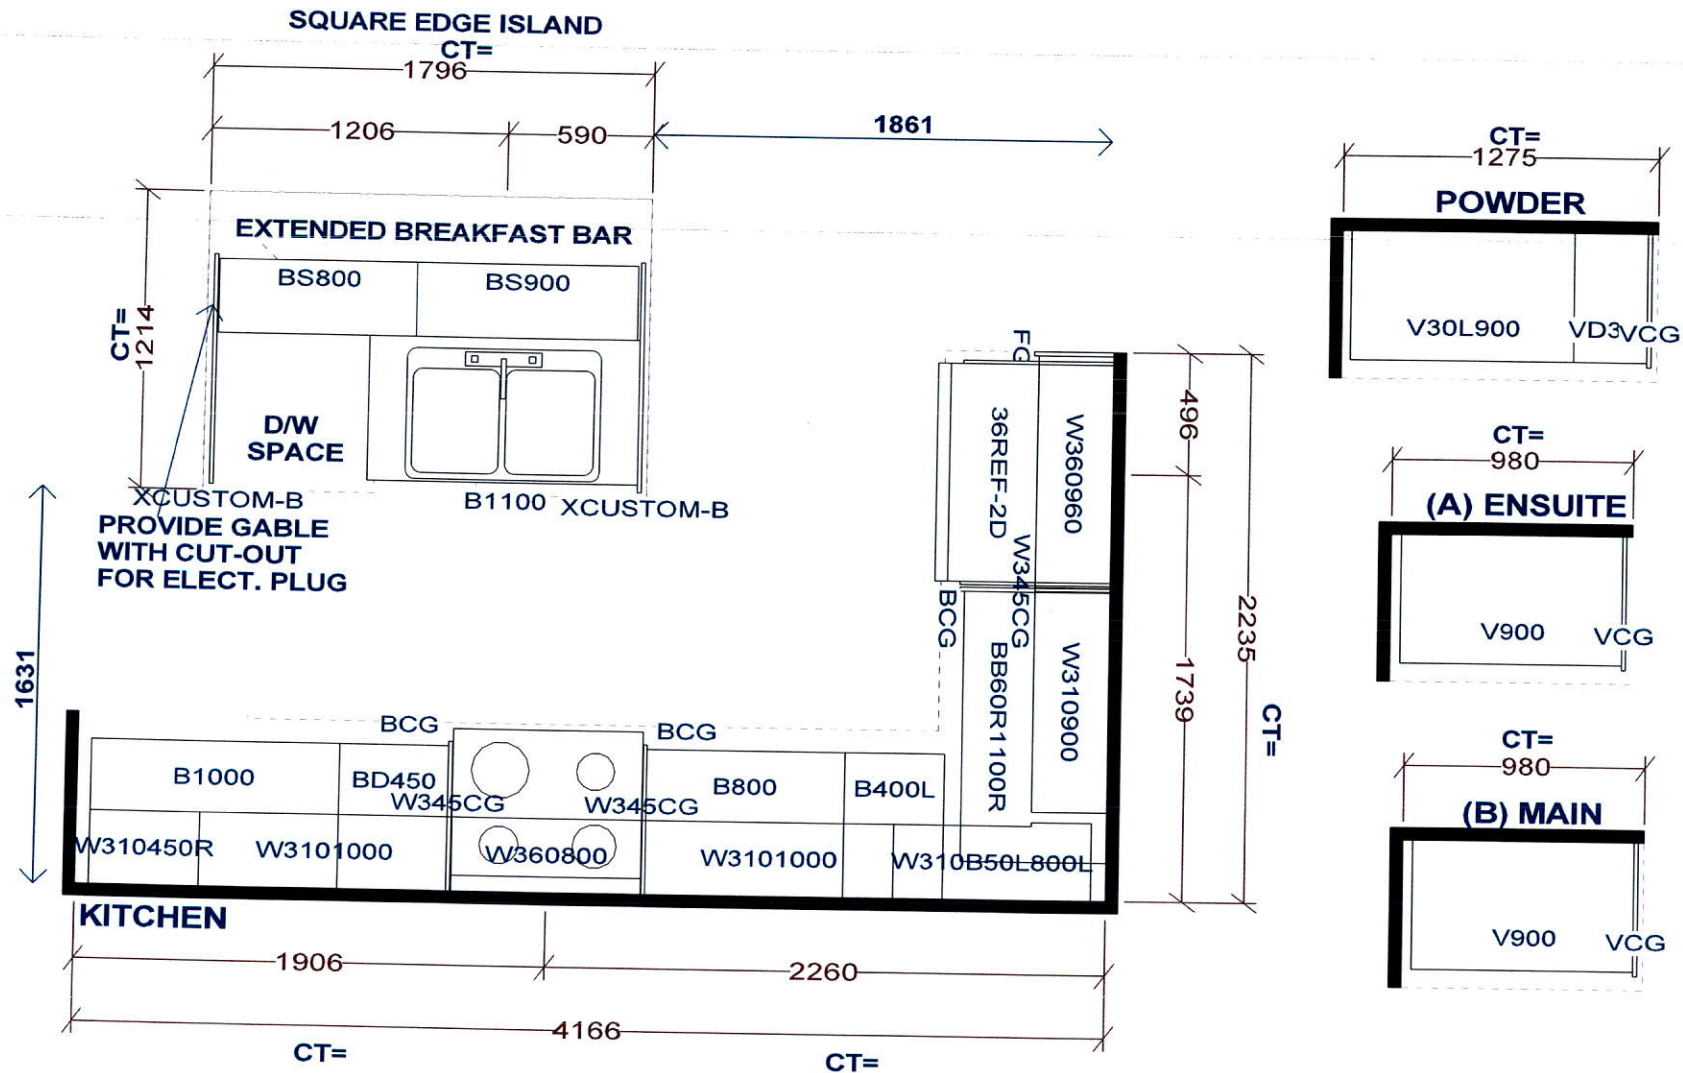 SQUARE EDGE ISLAND
CT=
1796
1206
590
1861
EXTENDED BREAKFAST BAR
BS800
BS900
CT=
1214
D/W
SPACE
XCUSTOM-B
B1100
XCUSTOM-B
PROVIDE GABLE
WITH CUT-OUT
FOR ELECT. PLUG
1631
36REF-2D
W360960
W345CG
BCG
BB60R1100R
W310900
496
1739
2235
CT=
BCG
BCG
B1000
BD450
W345CG
W345CG
B800
B400L
W310450R
W3101000
W360800
W3101000
W310B50L800L
KITCHEN
1906
2260
4166
CT=
CT=
CT=
1275
POWDER
V30L900
VD3
VCG
CT=
980
(A) ENSUITE
V900
VCG
CT=
980
(B) MAIN
V900
VCG